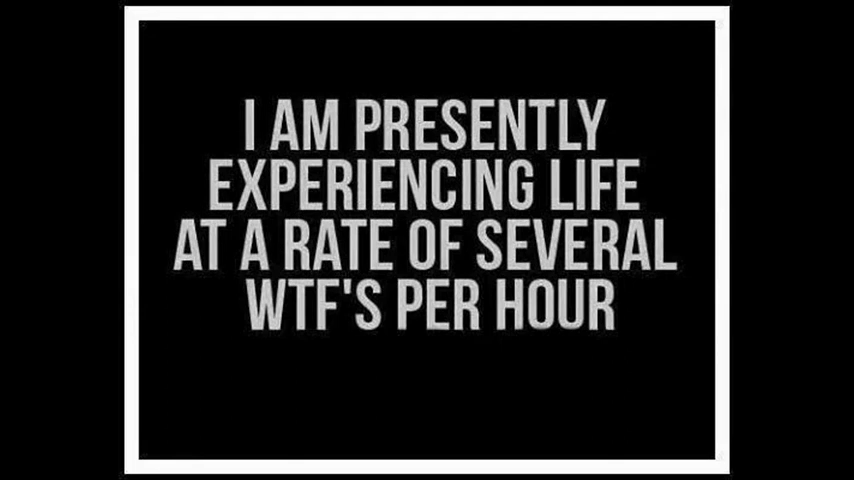 I AM PRESENTLY
EXPERIENCING LIFE
AT A RATE OF SEVERAL
WTF'S PER HOUR